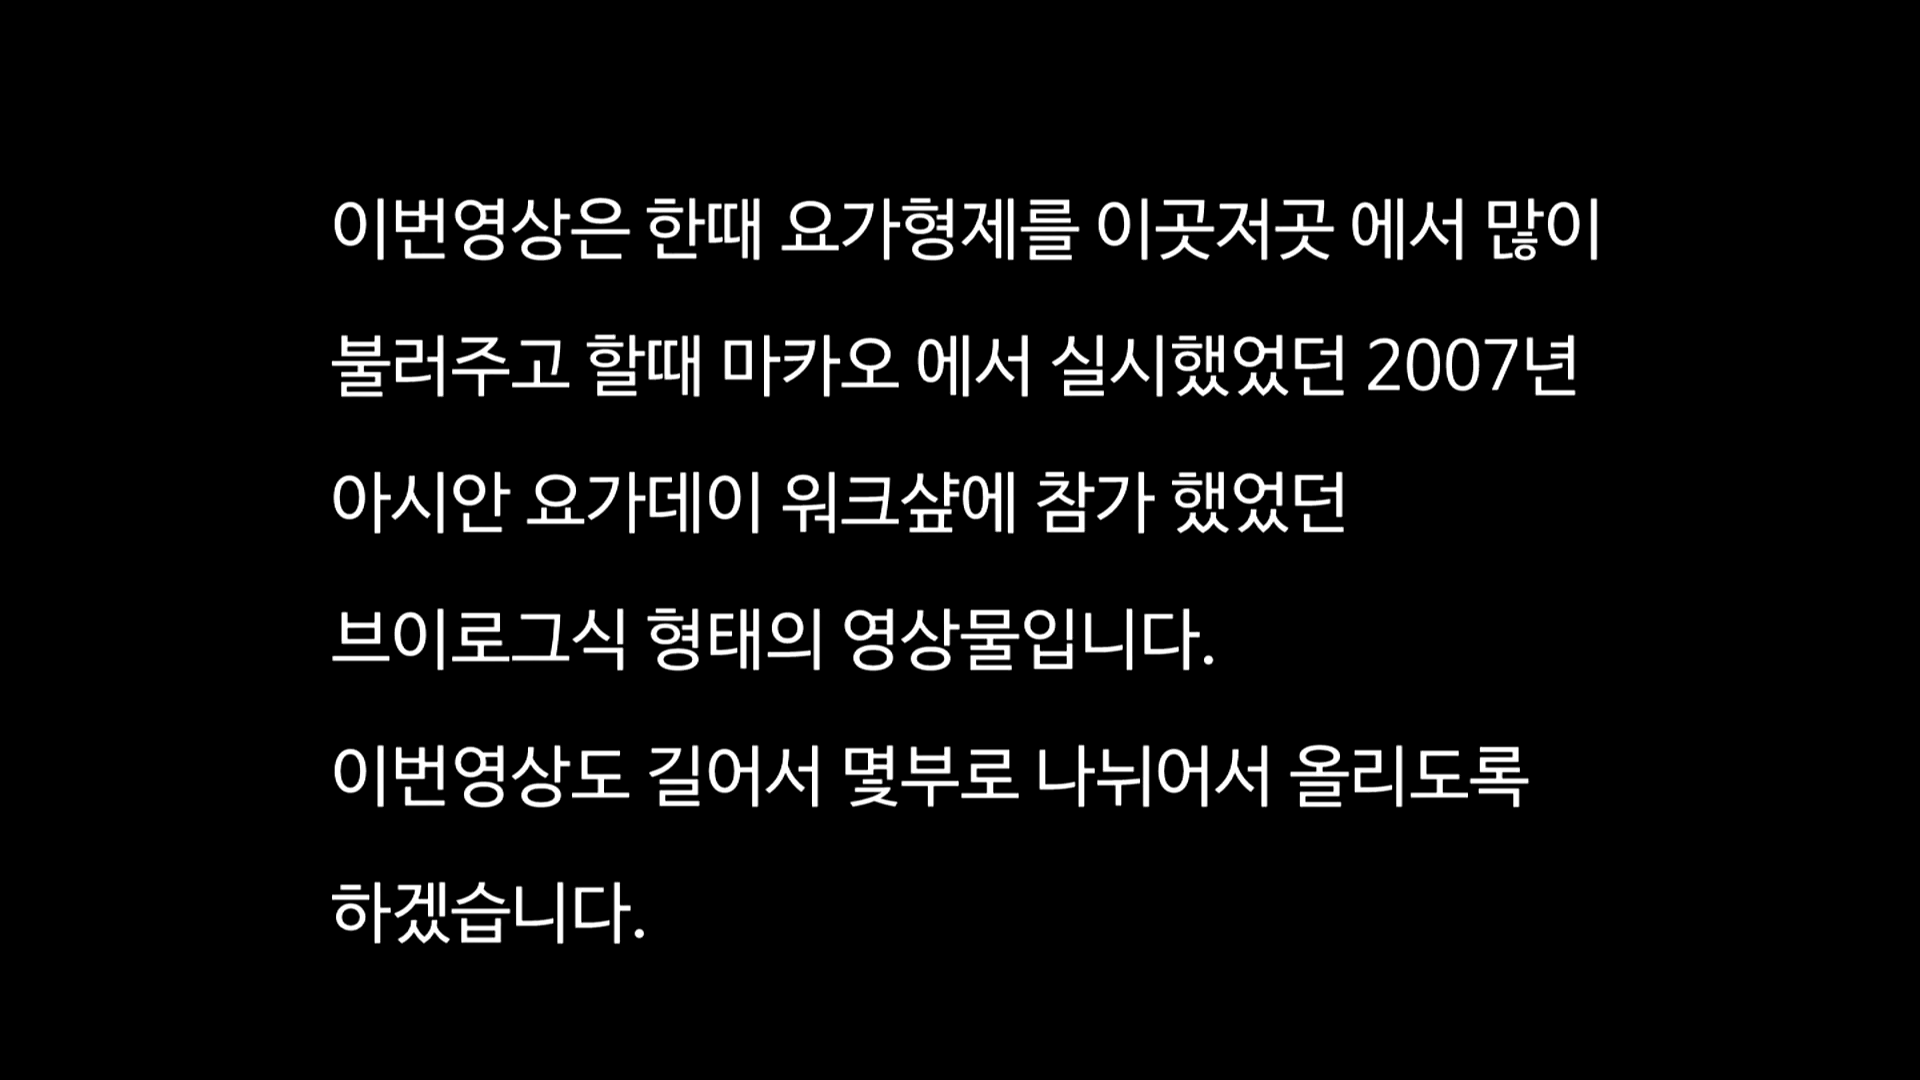 이번영상은 한때 요가형제를 이곳저곳 에서 많이
불러주고 할때 마카오 에서 실시했었던 2007년
아시안 요가데이 워크샾에 참가 했었던
브이로그식 형태의 영상물입니다.
이번영상도 길어서 몇부로 나뉘어서 올리도록
하겠습니다.